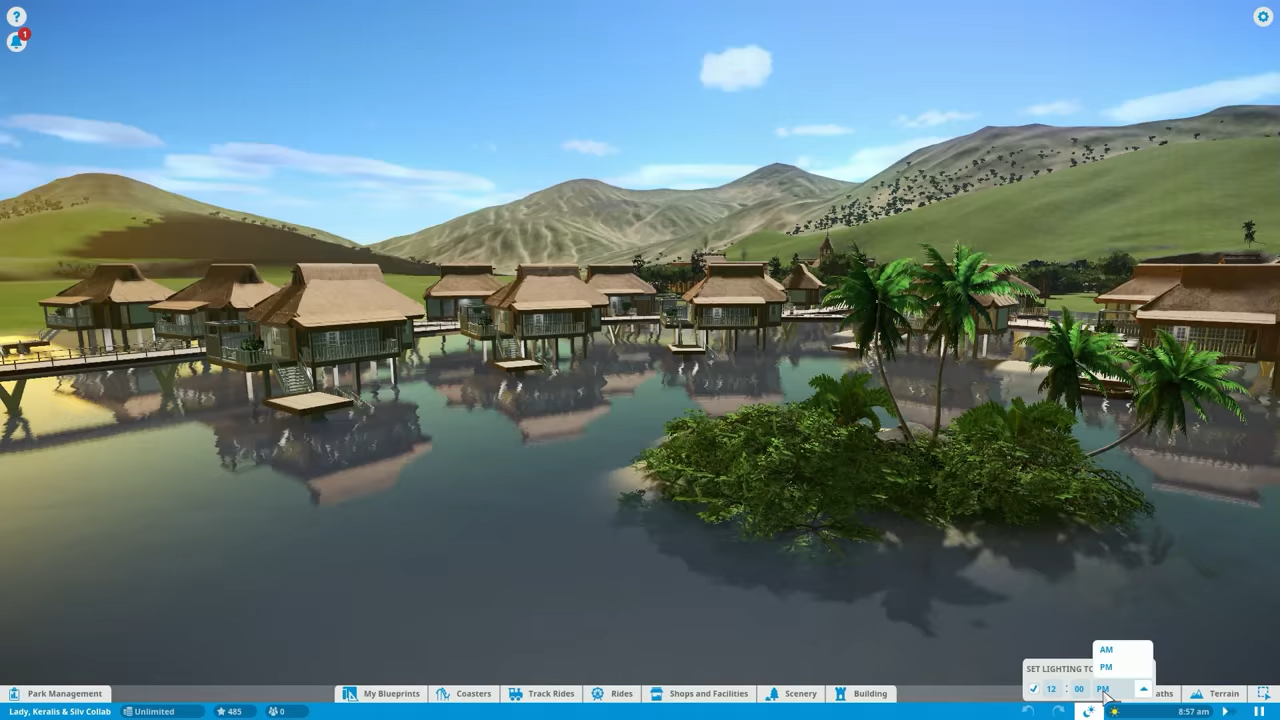 ?
1
AM
SET LIGHTING TO
PM
12 : 00 PM
Park Management
My Blueprints
Coasters
Track Rides
Rides
Shops and Facilities
Scenery
Building
aths
Terrain
Lady, Keralis & Silv Collab
Unlimited
485
0
8:57 am